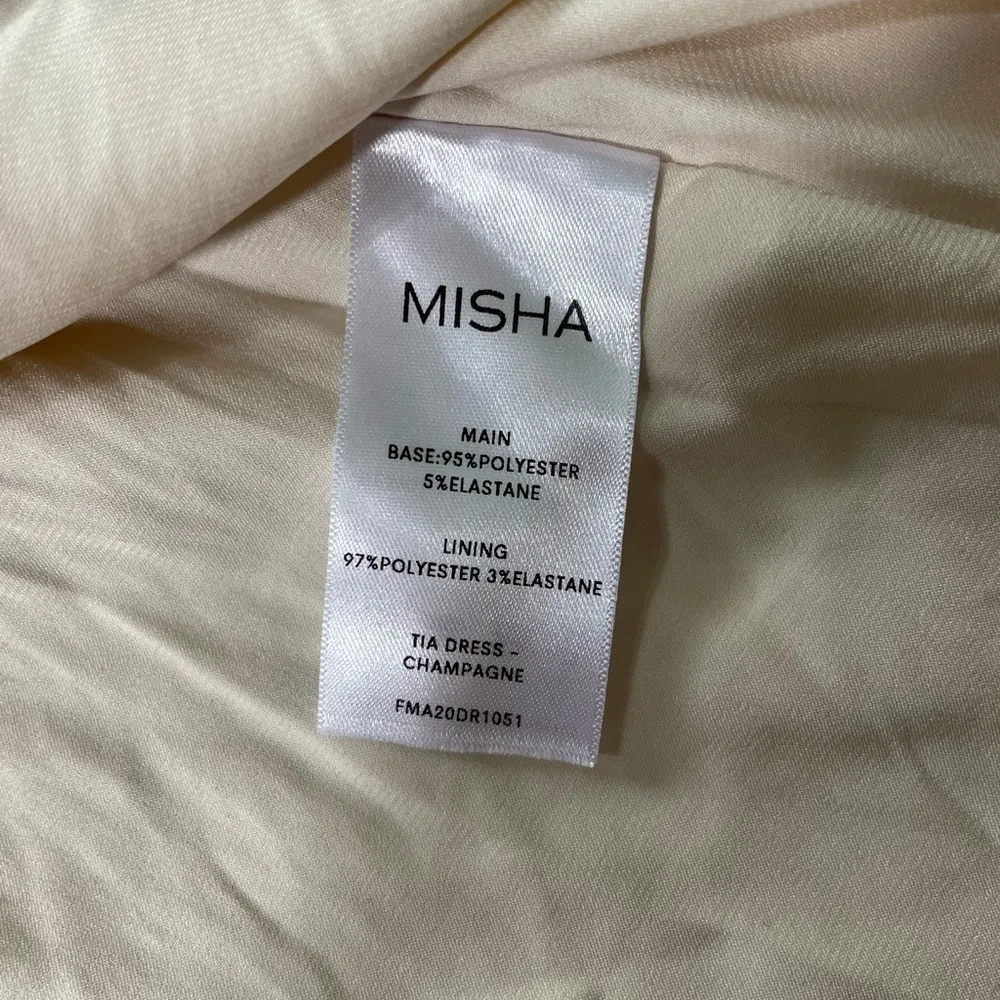 MISHA
MAIN
BASE:95%POLYESTER
5%ELASTANE
LINING
97%POLYESTER 3%ELASTANE
TIA DRESS -
CHAMPAGNE
FMA20DR1051